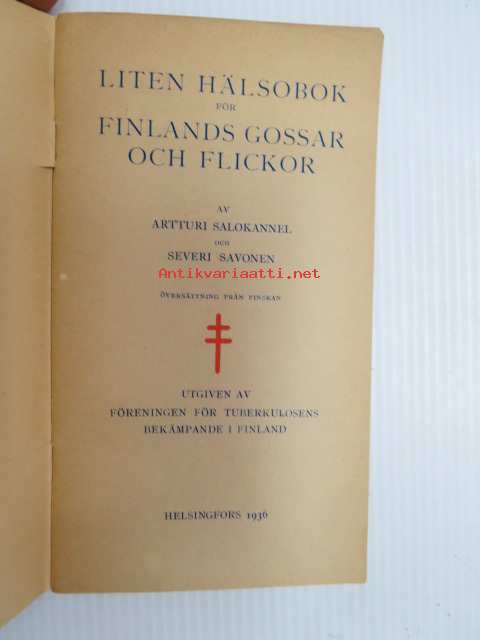 LITEN HÄLSOBOK
FÖR
FINLANDS GOSSAR
OCH FLICKOR
AV
ARTTURI SALOKANNEL
OCH
SEVERI SAVONEN
Antikvariaatti.net
ÖVERSÄTTNING FRÅN FINSKAN
UTGIVEN AV
FÖRENINGEN FÖR TUBERKULOSENS
BEKÄMPANDE I FINLAND
HELSINGFORS 1936